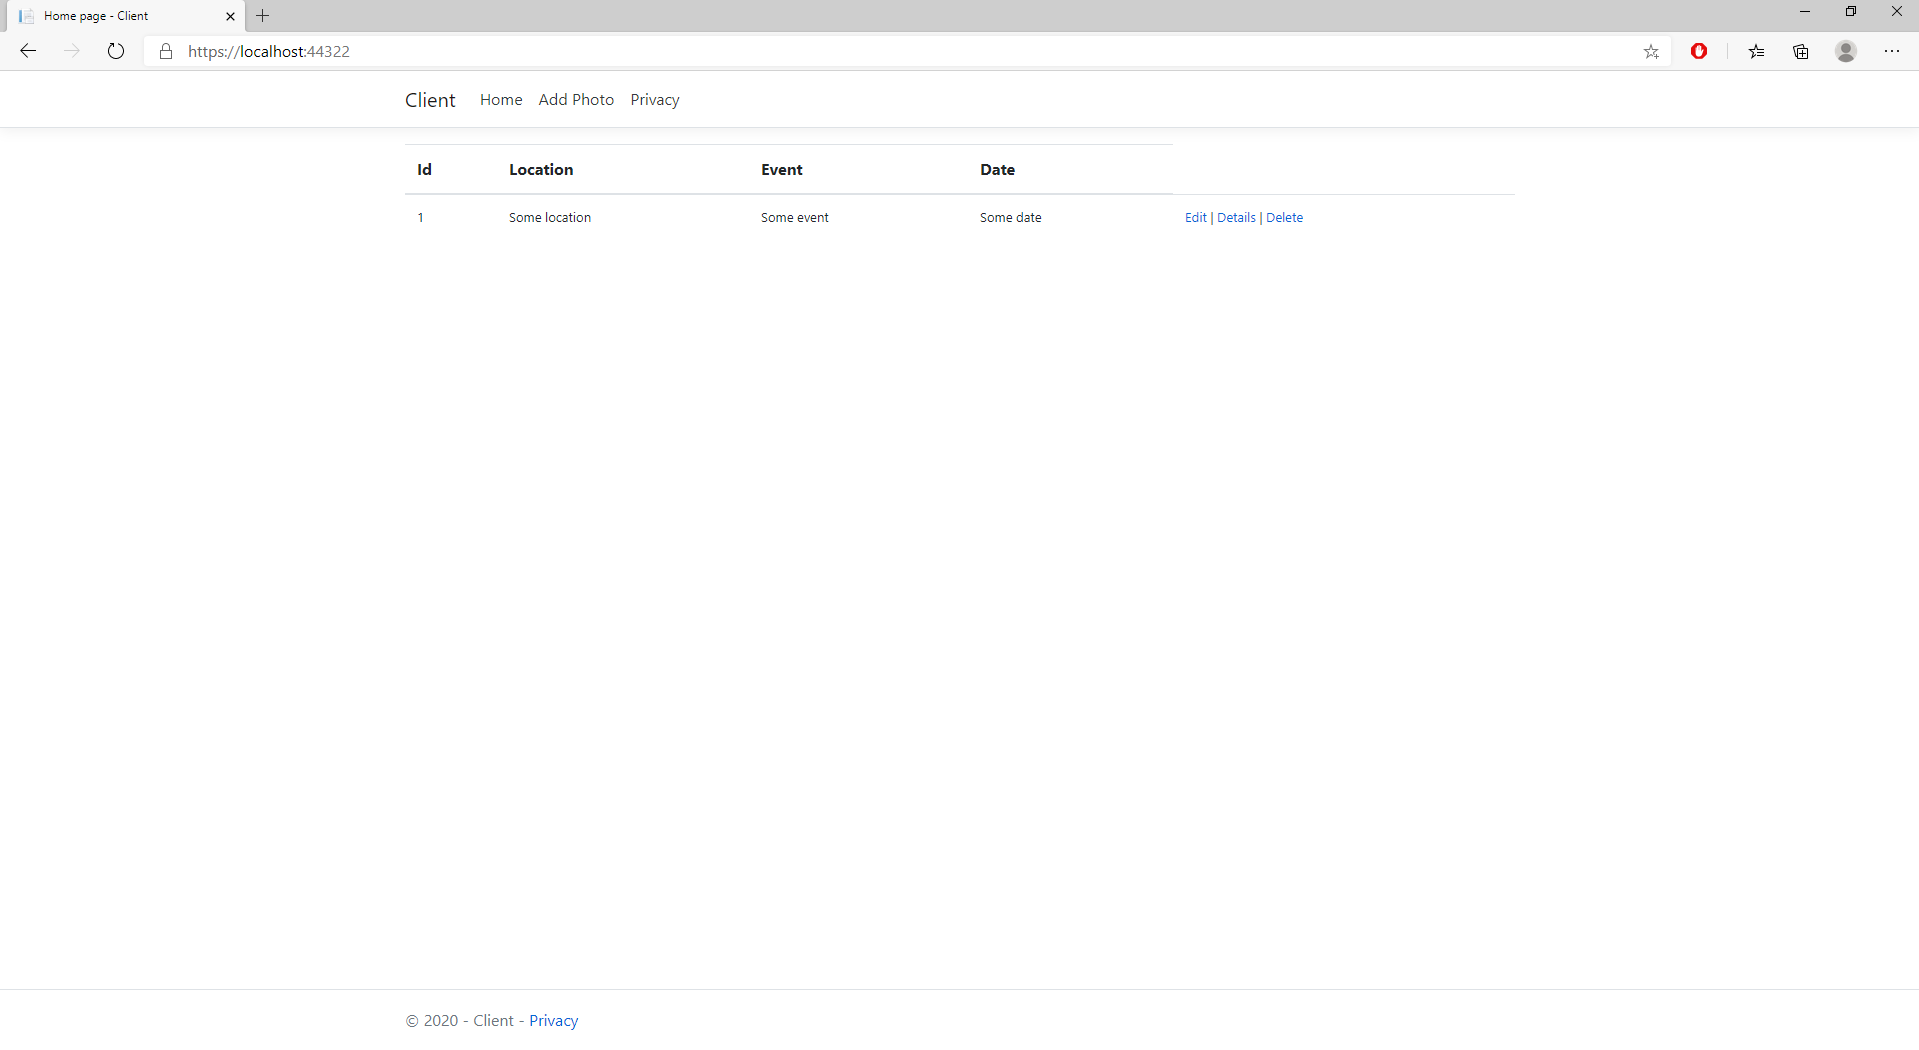 Home page - Client
https://localhost:44322
Client Home Add Photo Privacy
Id Location Event Date
1 Some location Some event Some date Edit | Details | Delete
© 2020 - Client - Privacy